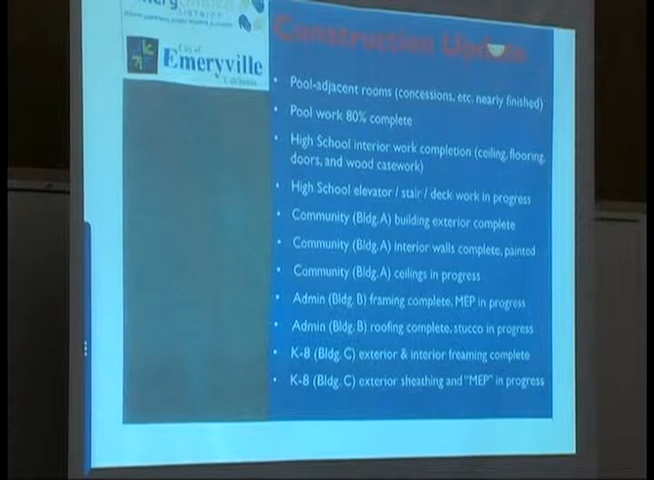 DISTRICT
City of
Emeryville
California
Construction Update
• Pool-adjacent rooms (concessions, etc. nearly finished)
• Pool work 80% complete
• High School interior work completion (ceiling, flooring,
doors, and wood casework)
• High School elevator / stair / deck work in progress
• Community (Bldg. A) building exterior complete
• Community (Bldg. A) interior walls complete, painted
• Community (Bldg. A) ceilings in progress
• Admin (Bldg. B) framing complete, MEP in progress
• Admin (Bldg. B) roofing complete, stucco in progress
• K-8 (Bldg. C) exterior & interior freaming complete
• K-8 (Bldg. C) exterior sheathing and "MEP" in progress